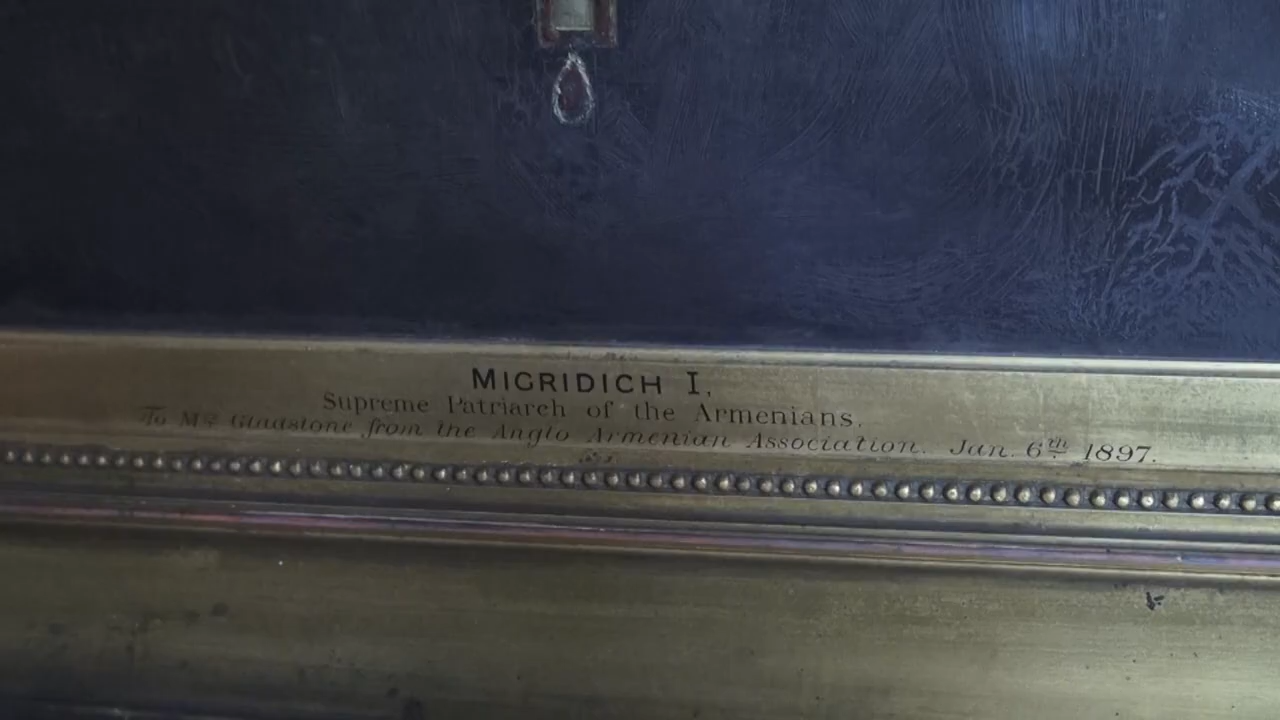 MIGRIDICH I,
Supreme Patriarch of the Armenians.
To Mr. Gladstone from the Anglo Armenian Association. Jan. 6th 1897.